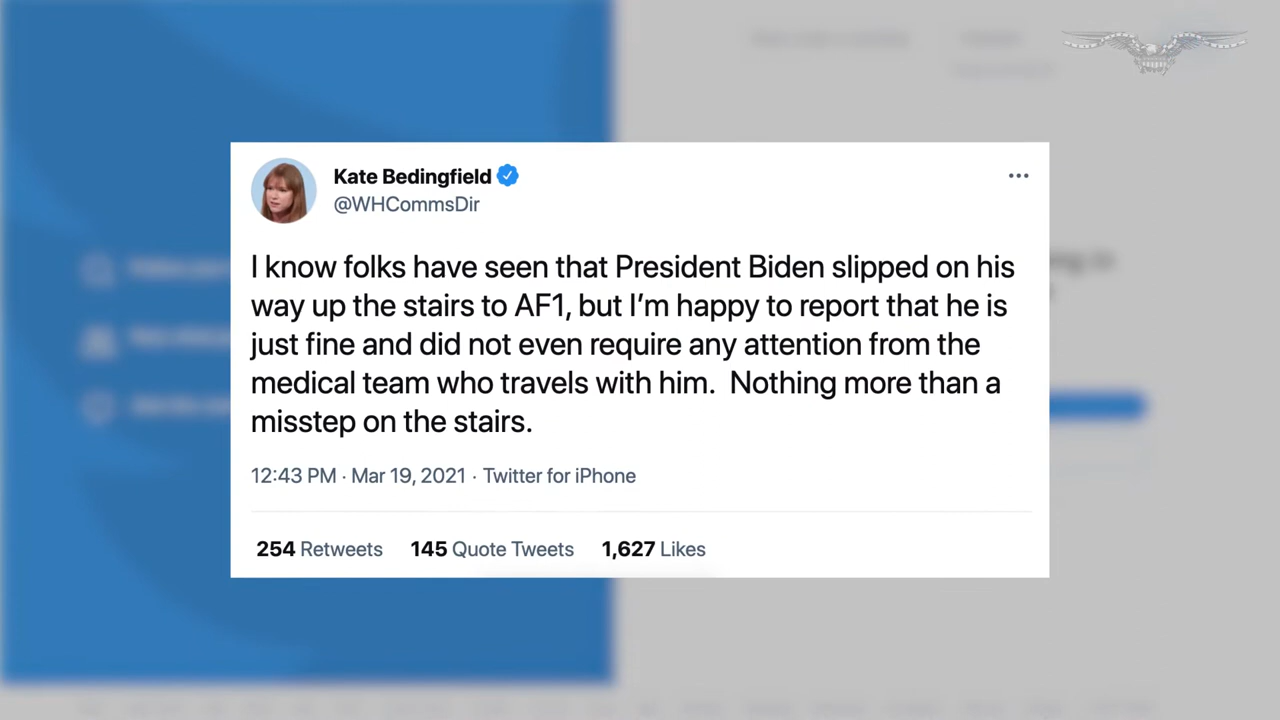 Kate Bedingfield
@WHCommsDir
I know folks have seen that President Biden slipped on his
way up the stairs to AF1, but I’m happy to report that he is
just fine and did not even require any attention from the
medical team who travels with him.  Nothing more than a
misstep on the stairs.
12:43 PM · Mar 19, 2021 · Twitter for iPhone
254 Retweets 145 Quote Tweets 1,627 Likes